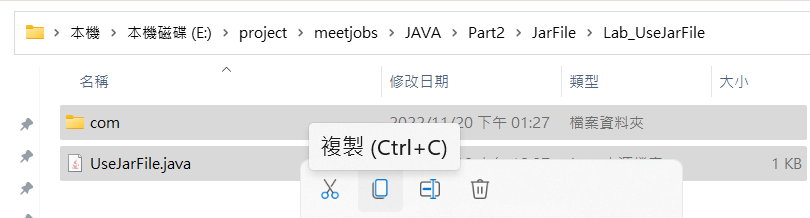 本機 > 本機磁碟 (E:) > project > meetjobs > JAVA > Part2 > JarFile > Lab_UseJarFile
名稱 修改日期 類型 大小
com 2022/11/20 下午 01:27 檔案資料夾
複製 (Ctrl+C)
UseJarFile.java 1 KB